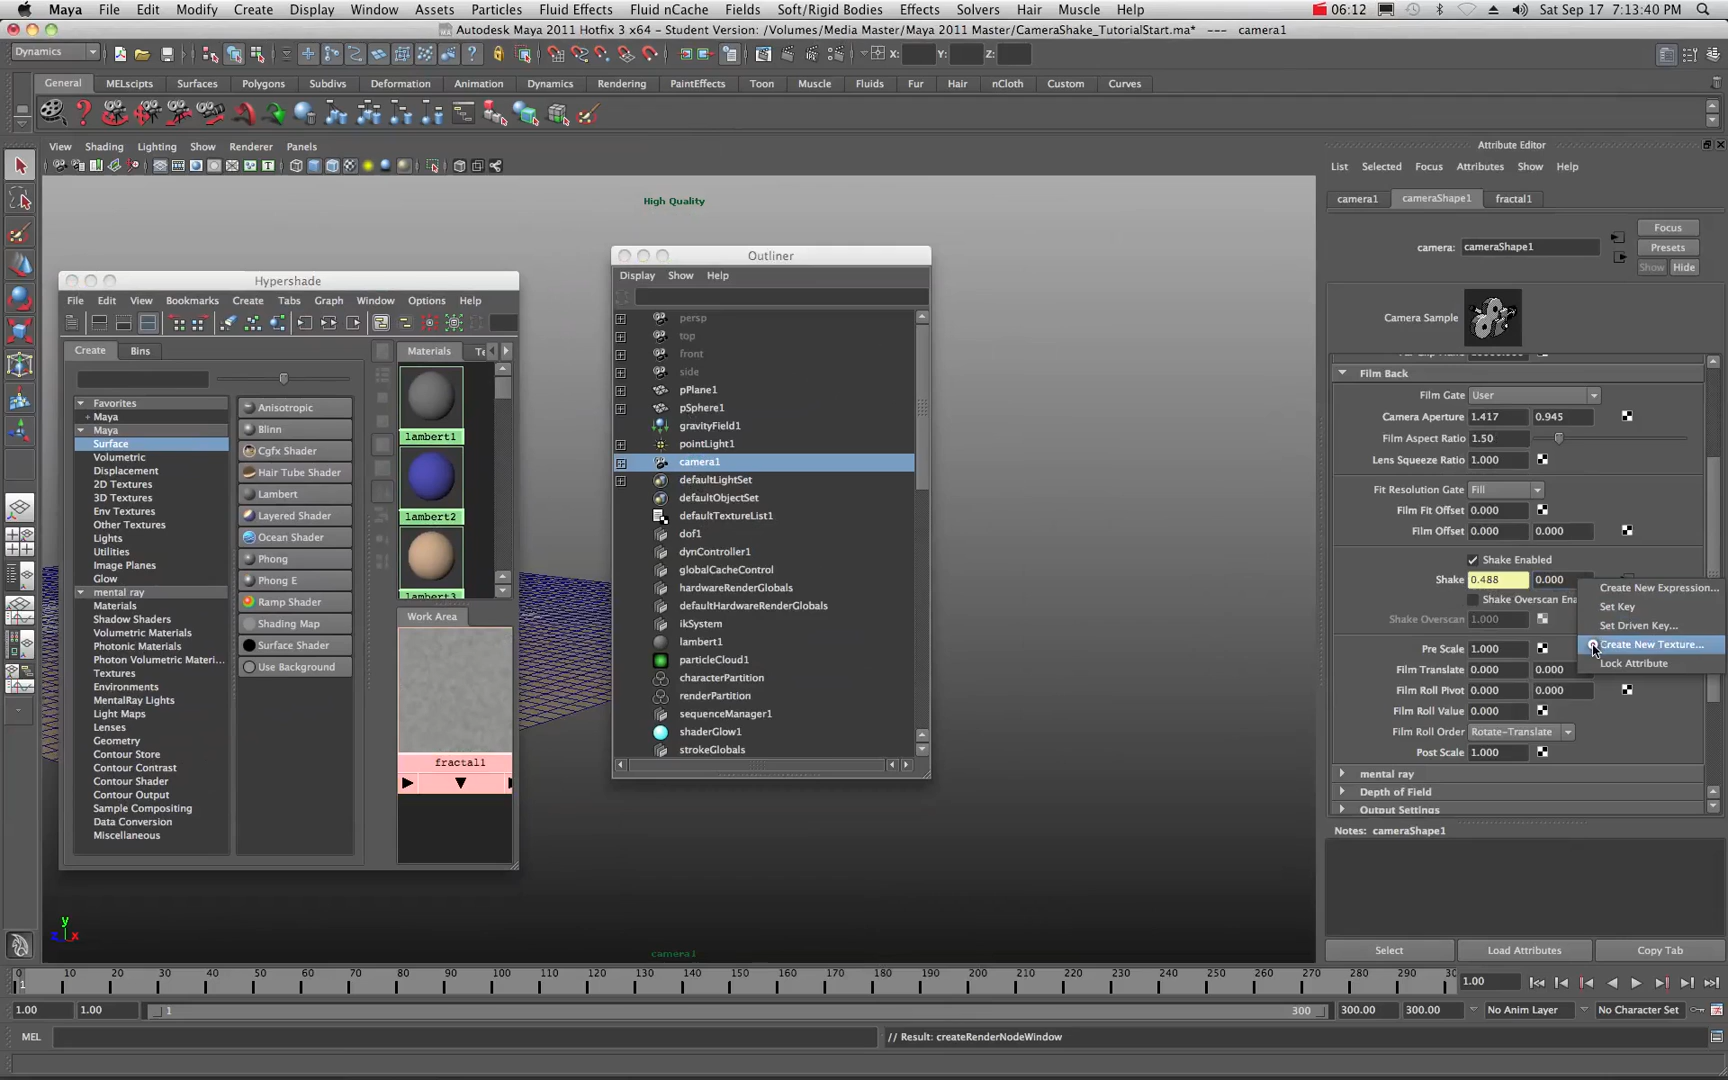 Maya File Edit Modify Create Display Window Assets Particles Fluid Effects Fluid nCache Fields Soft/Rigid Bodies Effects Solvers Hair Muscle Help 06:12 Sat Sep 17 7:13:40 PM
Autodesk Maya 2011 Hotfix 3 x64 - Student Version: /Volumes/Media Master/Maya 2011 Master/CameraShake_TutorialStart.ma* --- camera1
Dynamics X: Y: Z:
General MELscipts Surfaces Polygons Subdivs Deformation Animation Dynamics Rendering PaintEffects Toon Muscle Fluids Fur Hair nCloth Custom Curves
View Shading Lighting Show Renderer Panels
High Quality
Hypershade
File Edit View Bookmarks Create Tabs Graph Window Options Help
Create Bins
Favorites
+ Maya
Maya
Surface
Volumetric
Displacement
2D Textures
3D Textures
Env Textures
Other Textures
Lights
Utilities
Image Planes
Glow
mental ray
Materials
Shadow Shaders
Volumetric Materials
Photonic Materials
Photon Volumetric Materi...
Textures
Environments
MentalRay Lights
Light Maps
Lenses
Geometry
Contour Store
Contour Contrast
Contour Shader
Contour Output
Sample Compositing
Data Conversion
Miscellaneous
Anisotropic
Blinn
Cgfx Shader
Hair Tube Shader
Lambert
Layered Shader
Ocean Shader
Phong
Phong E
Ramp Shader
Shading Map
Surface Shader
Use Background
Materials Te
lambert1
lambert2
lambert3
Work Area
fractal1
Outliner
Display Show Help
persp
top
front
side
pPlane1
pSphere1
gravityField1
pointLight1
camera1
defaultLightSet
defaultObjectSet
defaultTextureList1
dof1
dynController1
globalCacheControl
hardwareRenderGlobals
defaultHardwareRenderGlobals
ikSystem
lambert1
particleCloud1
characterPartition
renderPartition
sequenceManager1
shaderGlow1
strokeGlobals
Attribute Editor
List Selected Focus Attributes Show Help
camera1 cameraShape1 fractal1
camera: cameraShape1
Focus
Presets
Show Hide
Camera Sample
Film Back
Film Gate User
Camera Aperture 1.417 0.945
Film Aspect Ratio 1.50
Lens Squeeze Ratio 1.000
Fit Resolution Gate Fill
Film Fit Offset 0.000
Film Offset 0.000 0.000
Shake Enabled
Shake 0.488 0.000
Shake Overscan Ena
Shake Overscan 1.000
Pre Scale 1.000
Film Translate 0.000 0.000
Film Roll Pivot 0.000 0.000
Film Roll Value 0.000
Film Roll Order Rotate-Translate
Post Scale 1.000
mental ray
Depth of Field
Output Settings
Create New Expression...
Set Key
Set Driven Key...
Create New Texture...
Lock Attribute
Notes: cameraShape1
Select Load Attributes Copy Tab
y
z x
camera1
0 10 20 30 40 50 60 70 80 90 100 110 120 130 140 150 160 170 180 190 200 210 220 230 240 250 260 270 280 290 30
1 1.00
1.00 1.00 1 300 300.00 300.00 No Anim Layer No Character Set
MEL // Result: createRenderNodeWindow